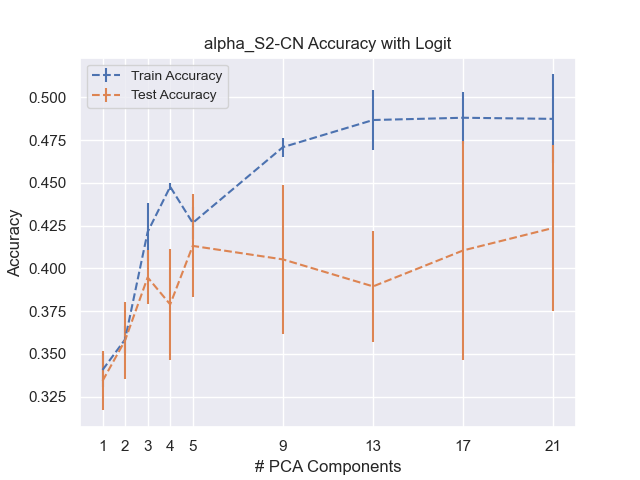 alpha_S2-CN Accuracy with Logit
Train Accuracy
Test Accuracy
0.500
0.475
0.450
0.425
0.400
0.375
0.350
0.325
Accuracy
1 2 3 4 5 9 13 17 21
# PCA Components